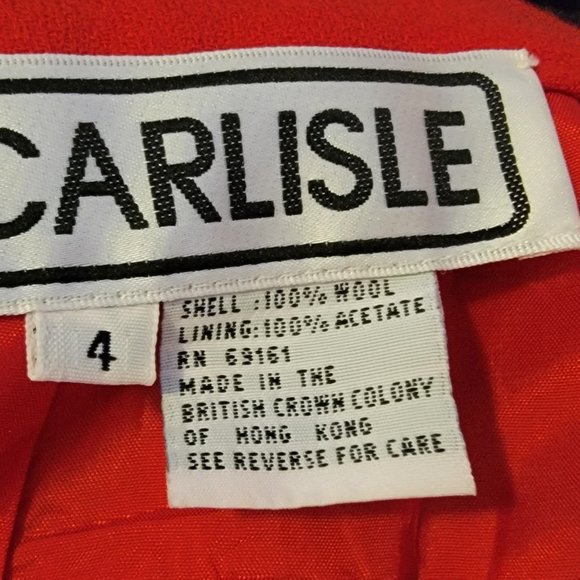 CARLISLE
4
SHELL :100% WOOL
LINING:100% ACETATE
RN 69161
MADE IN THE
BRITISH CROWN COLONY
OF HONG KONG
SEE REVERSE FOR CARE